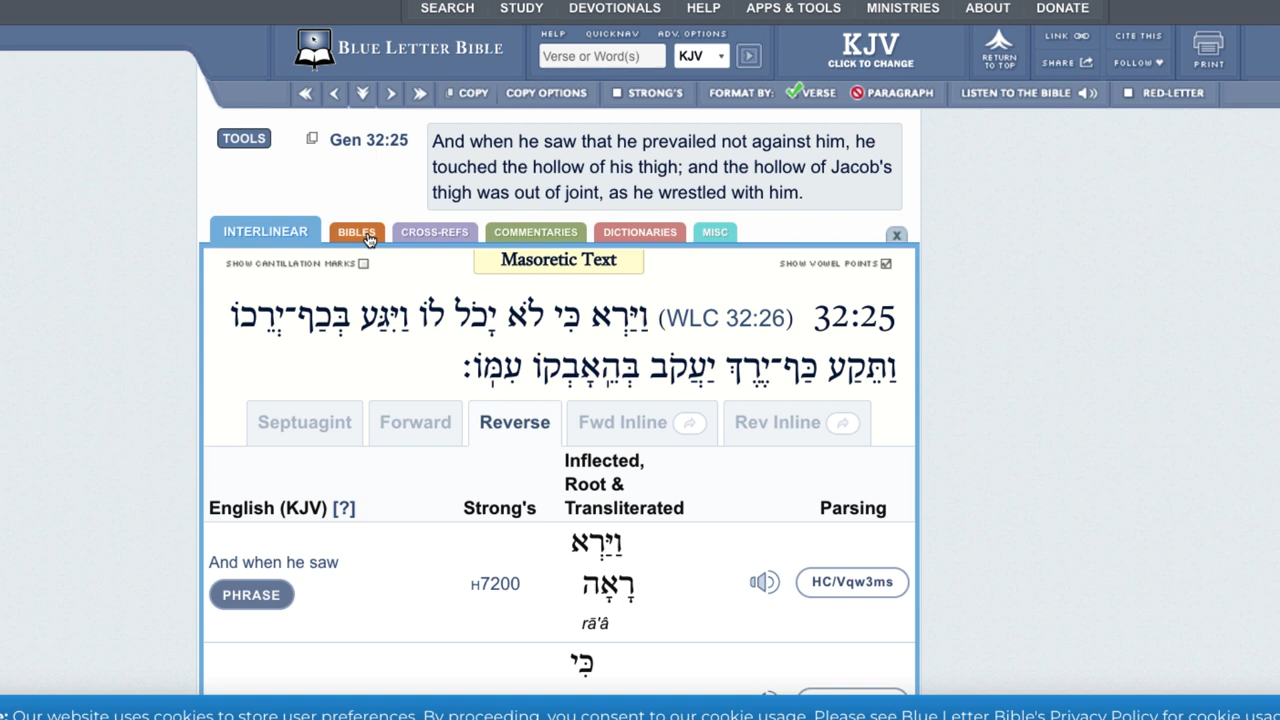 SEARCH STUDY DEVOTIONALS HELP APPS & TOOLS MINISTRIES ABOUT DONATE
BLUE LETTER BIBLE
HELP QUICKNAV ADV. OPTIONS
Verse or Word(s) KJV
KJV
CLICK TO CHANGE
RETURN
TO TOP
LINK CITE THIS
SHARE FOLLOW
PRINT
COPY COPY OPTIONS STRONG'S FORMAT BY: VERSE PARAGRAPH LISTEN TO THE BIBLE RED-LETTER
TOOLS Gen 32:25
And when he saw that he prevailed not against him, he
touched the hollow of his thigh; and the hollow of Jacob's
thigh was out of joint, as he wrestled with him.
INTERLINEAR BIBLES CROSS-REFS COMMENTARIES DICTIONARIES MISC x
SHOW CANTILLATION MARKS Masoretic Text SHOW VOWEL POINTS
32:25 (WLC 32:26) וַיַּרְא כִּי לֹא יָכֹל לוֹ וַיִּגַּע בְּכַף־יְרֵכוֹ
וַתֵּקַע כַּף־יֶרֶךְ יַעֲקֹב בְּהֵאָבְקוֹ עִמּוֹ׃
Septuagint Forward Reverse Fwd Inline Rev Inline
English (KJV) [?] Strong's
Inflected,
Root &
Transliterated
Parsing
And when he saw
PHRASE
H7200
וַיַּרְא
רָאָה
rā'â
HC/Vqw3ms
כִּי
e: Our website uses cookies to store user preferences. By proceeding, you consent to our cookie usage. Please see Blue Letter Bible's Privacy Policy for cookie usag